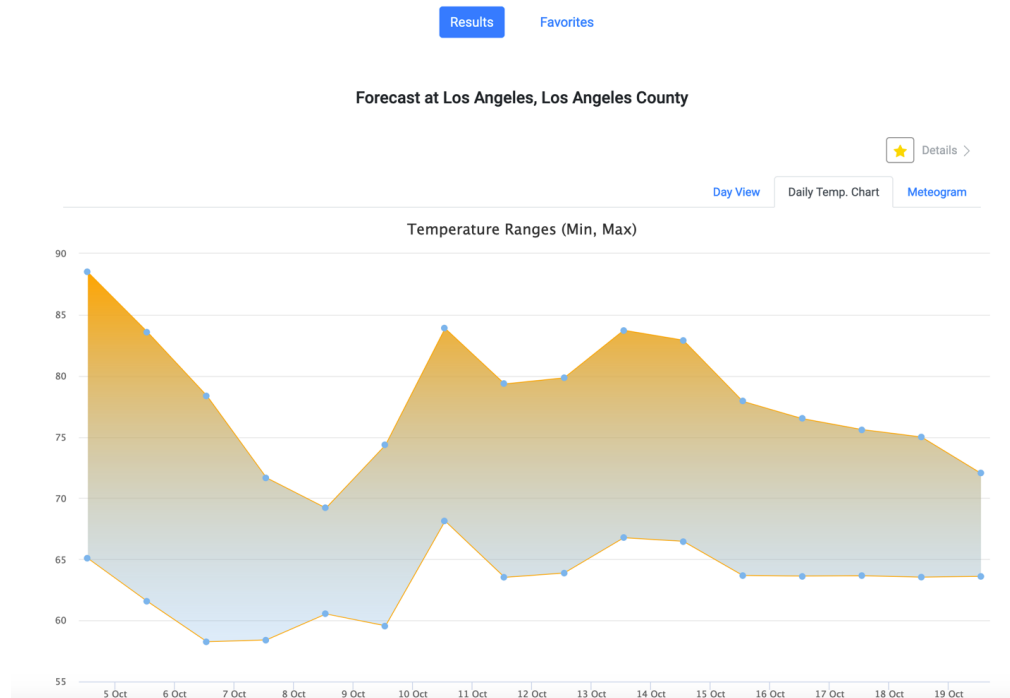 Results Favorites
Forecast at Los Angeles, Los Angeles County
Details
Day View Daily Temp. Chart Meteogram
Temperature Ranges (Min, Max)
90
85
80
75
70
65
60
55
5 Oct 6 Oct 7 Oct 8 Oct 9 Oct 10 Oct 11 Oct 12 Oct 13 Oct 14 Oct 15 Oct 16 Oct 17 Oct 18 Oct 19 Oct